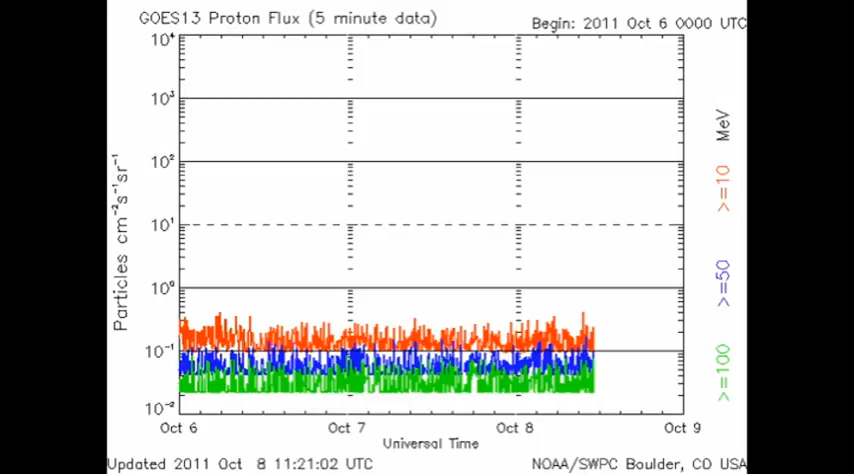 GOES13 Proton Flux (5 minute data)
Begin: 2011 Oct 6 0000 UTC
10⁴
10³
10²
10¹
10⁰
10⁻¹
10⁻²
Particles cm⁻²s⁻¹sr⁻¹
MeV
>=10
>=50
>=100
Oct 6
Oct 7
Oct 8
Oct 9
Universal Time
Updated 2011 Oct 8 11:21:02 UTC
NOAA/SWPC Boulder, CO USA